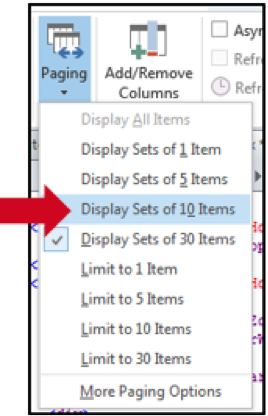 Asyn
Refre
Refr
Paging
Add/Remove
Columns
Display All Items
Display Sets of 1 Item
Display Sets of 5 Items
Display Sets of 10 Items
Display Sets of 30 Items
Limit to 1 Item
Limit to 5 Items
Limit to 10 Items
Limit to 30 Items
More Paging Options